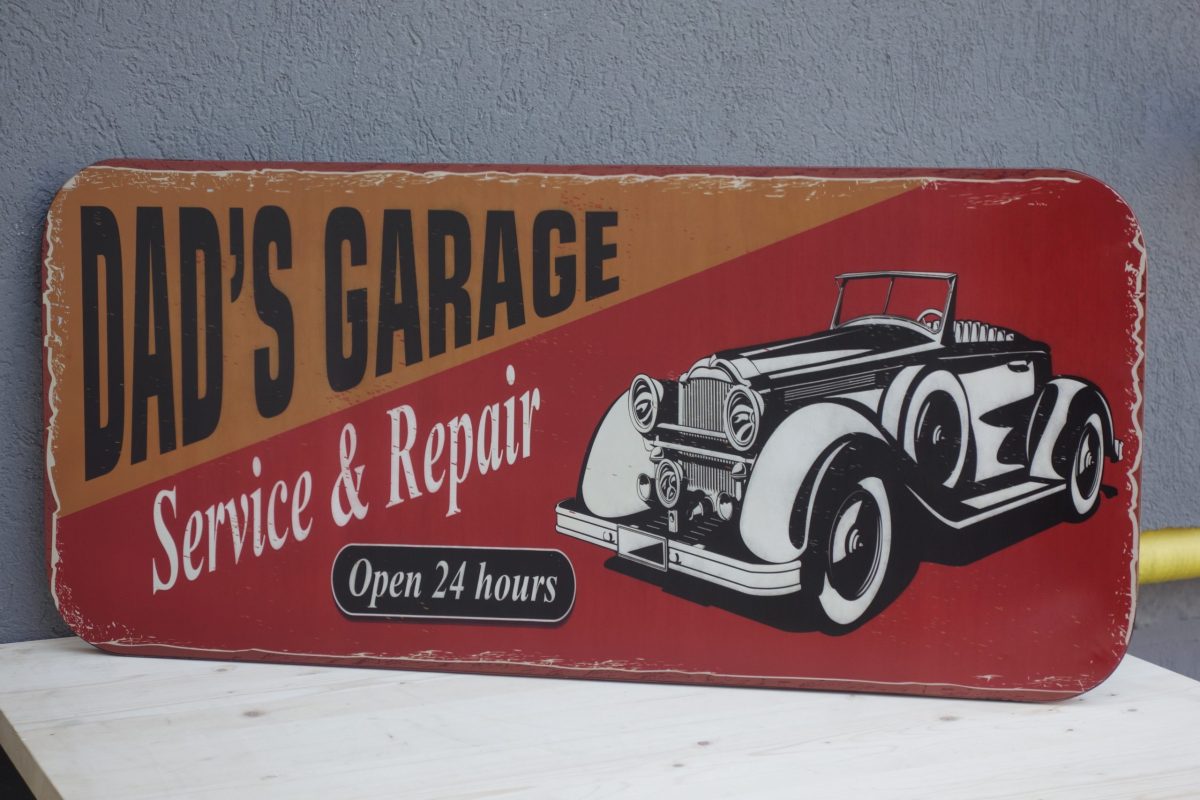 DAD'S GARAGE
Service & Repair
Open 24 hours